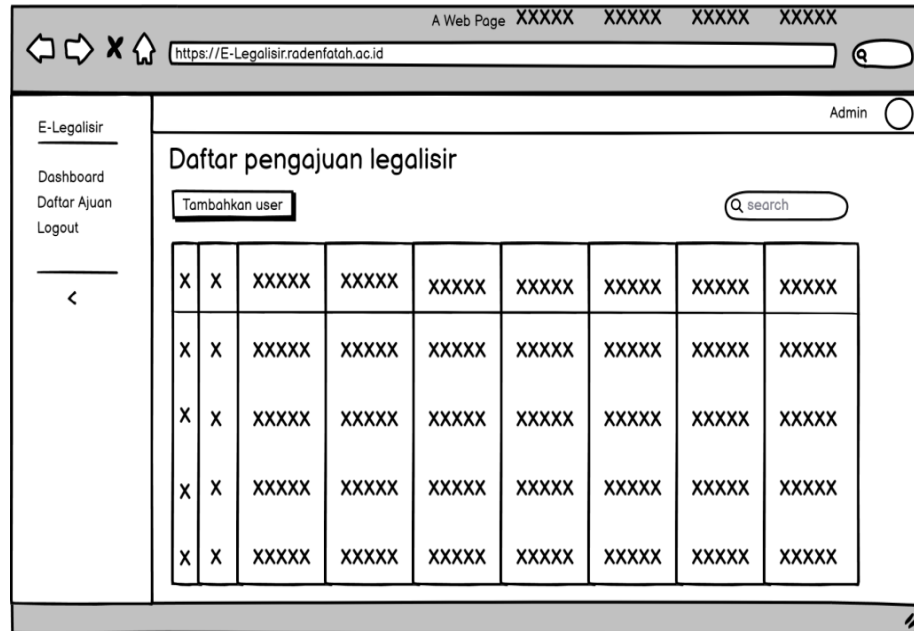 A Web Page XXXXX XXXXX XXXXX XXXXX
https://E-Legalisir.radenfatah.ac.id
Admin
E-Legalisir
Dashboard
Daftar Ajuan
Logout
<
Daftar pengajuan legalisir
Tambahkan user
search
X X XXXXX XXXXX XXXXX XXXXX XXXXX XXXXX XXXXX
X X XXXXX XXXXX XXXXX XXXXX XXXXX XXXXX XXXXX
X X XXXXX XXXXX XXXXX XXXXX XXXXX XXXXX XXXXX
X X XXXXX XXXXX XXXXX XXXXX XXXXX XXXXX XXXXX
X X XXXXX XXXXX XXXXX XXXXX XXXXX XXXXX XXXXX